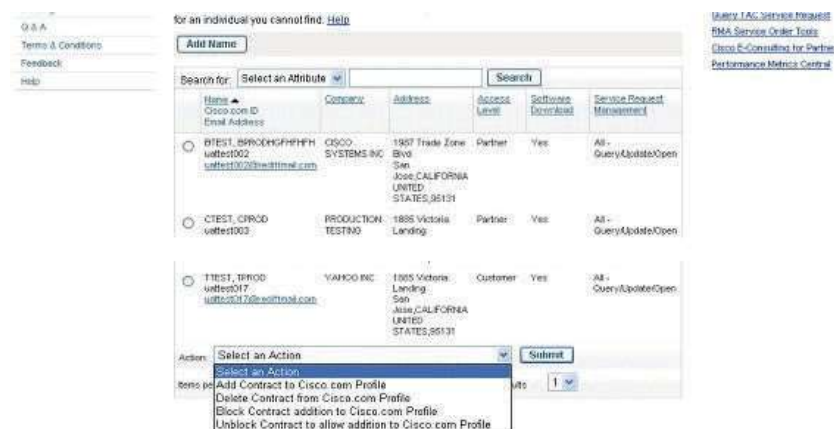 Q & A
Terms & Conditions
Feedback
Help
for an individual you cannot find. Help
Add Name
Search for: Select an Attribute Search
Name Company Address Access Software Service Request
Cisco.com ID Level Download Management
Email Address
BTEST, BPRODHGFHFHFH CISCO 1987 Trade Zone Partner Yes All -
uattest002 SYSTEMS INC Blvd Query/Update/Open
uattest002@rediffmail.com San
Jose,CALIFORNIA
UNITED
STATES,95131
CTEST, CPROD PRODUCTION 1885 Victoria Partner Yes All -
uattest003 TESTING Landing Query/Update/Open
TTEST, TPROD YAHOO INC 1885 Victoria Customer Yes All -
uattest017 Landing Query/Update/Open
uattest017@rediffmail.com San
Jose,CALIFORNIA
UNITED
STATES,95131
Action: Select an Action Submit
Select an Action
Items pe Add Contract to Cisco.com Profile ults 1
Delete Contract from Cisco.com Profile
Block Contract addition to Cisco.com Profile
Unblock Contract to allow addition to Cisco.com Profile
Query TAC Service Request
RMA Service Order Tools
Cisco E-Consulting for Partne
Performance Metrics Central